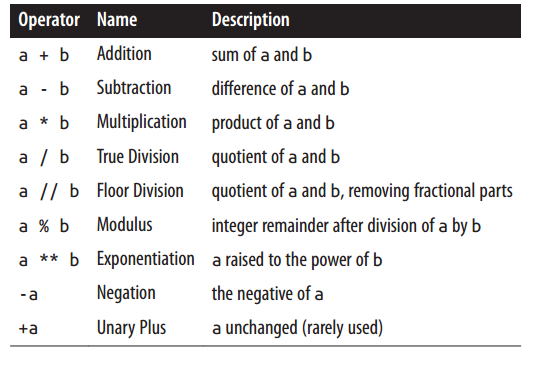 Operator Name Description
a + b Addition sum of a and b
a - b Subtraction difference of a and b
a * b Multiplication product of a and b
a / b True Division quotient of a and b
a // b Floor Division quotient of a and b, removing fractional parts
a % b Modulus integer remainder after division of a by b
a ** b Exponentiation a raised to the power of b
-a Negation the negative of a
+a Unary Plus a unchanged (rarely used)